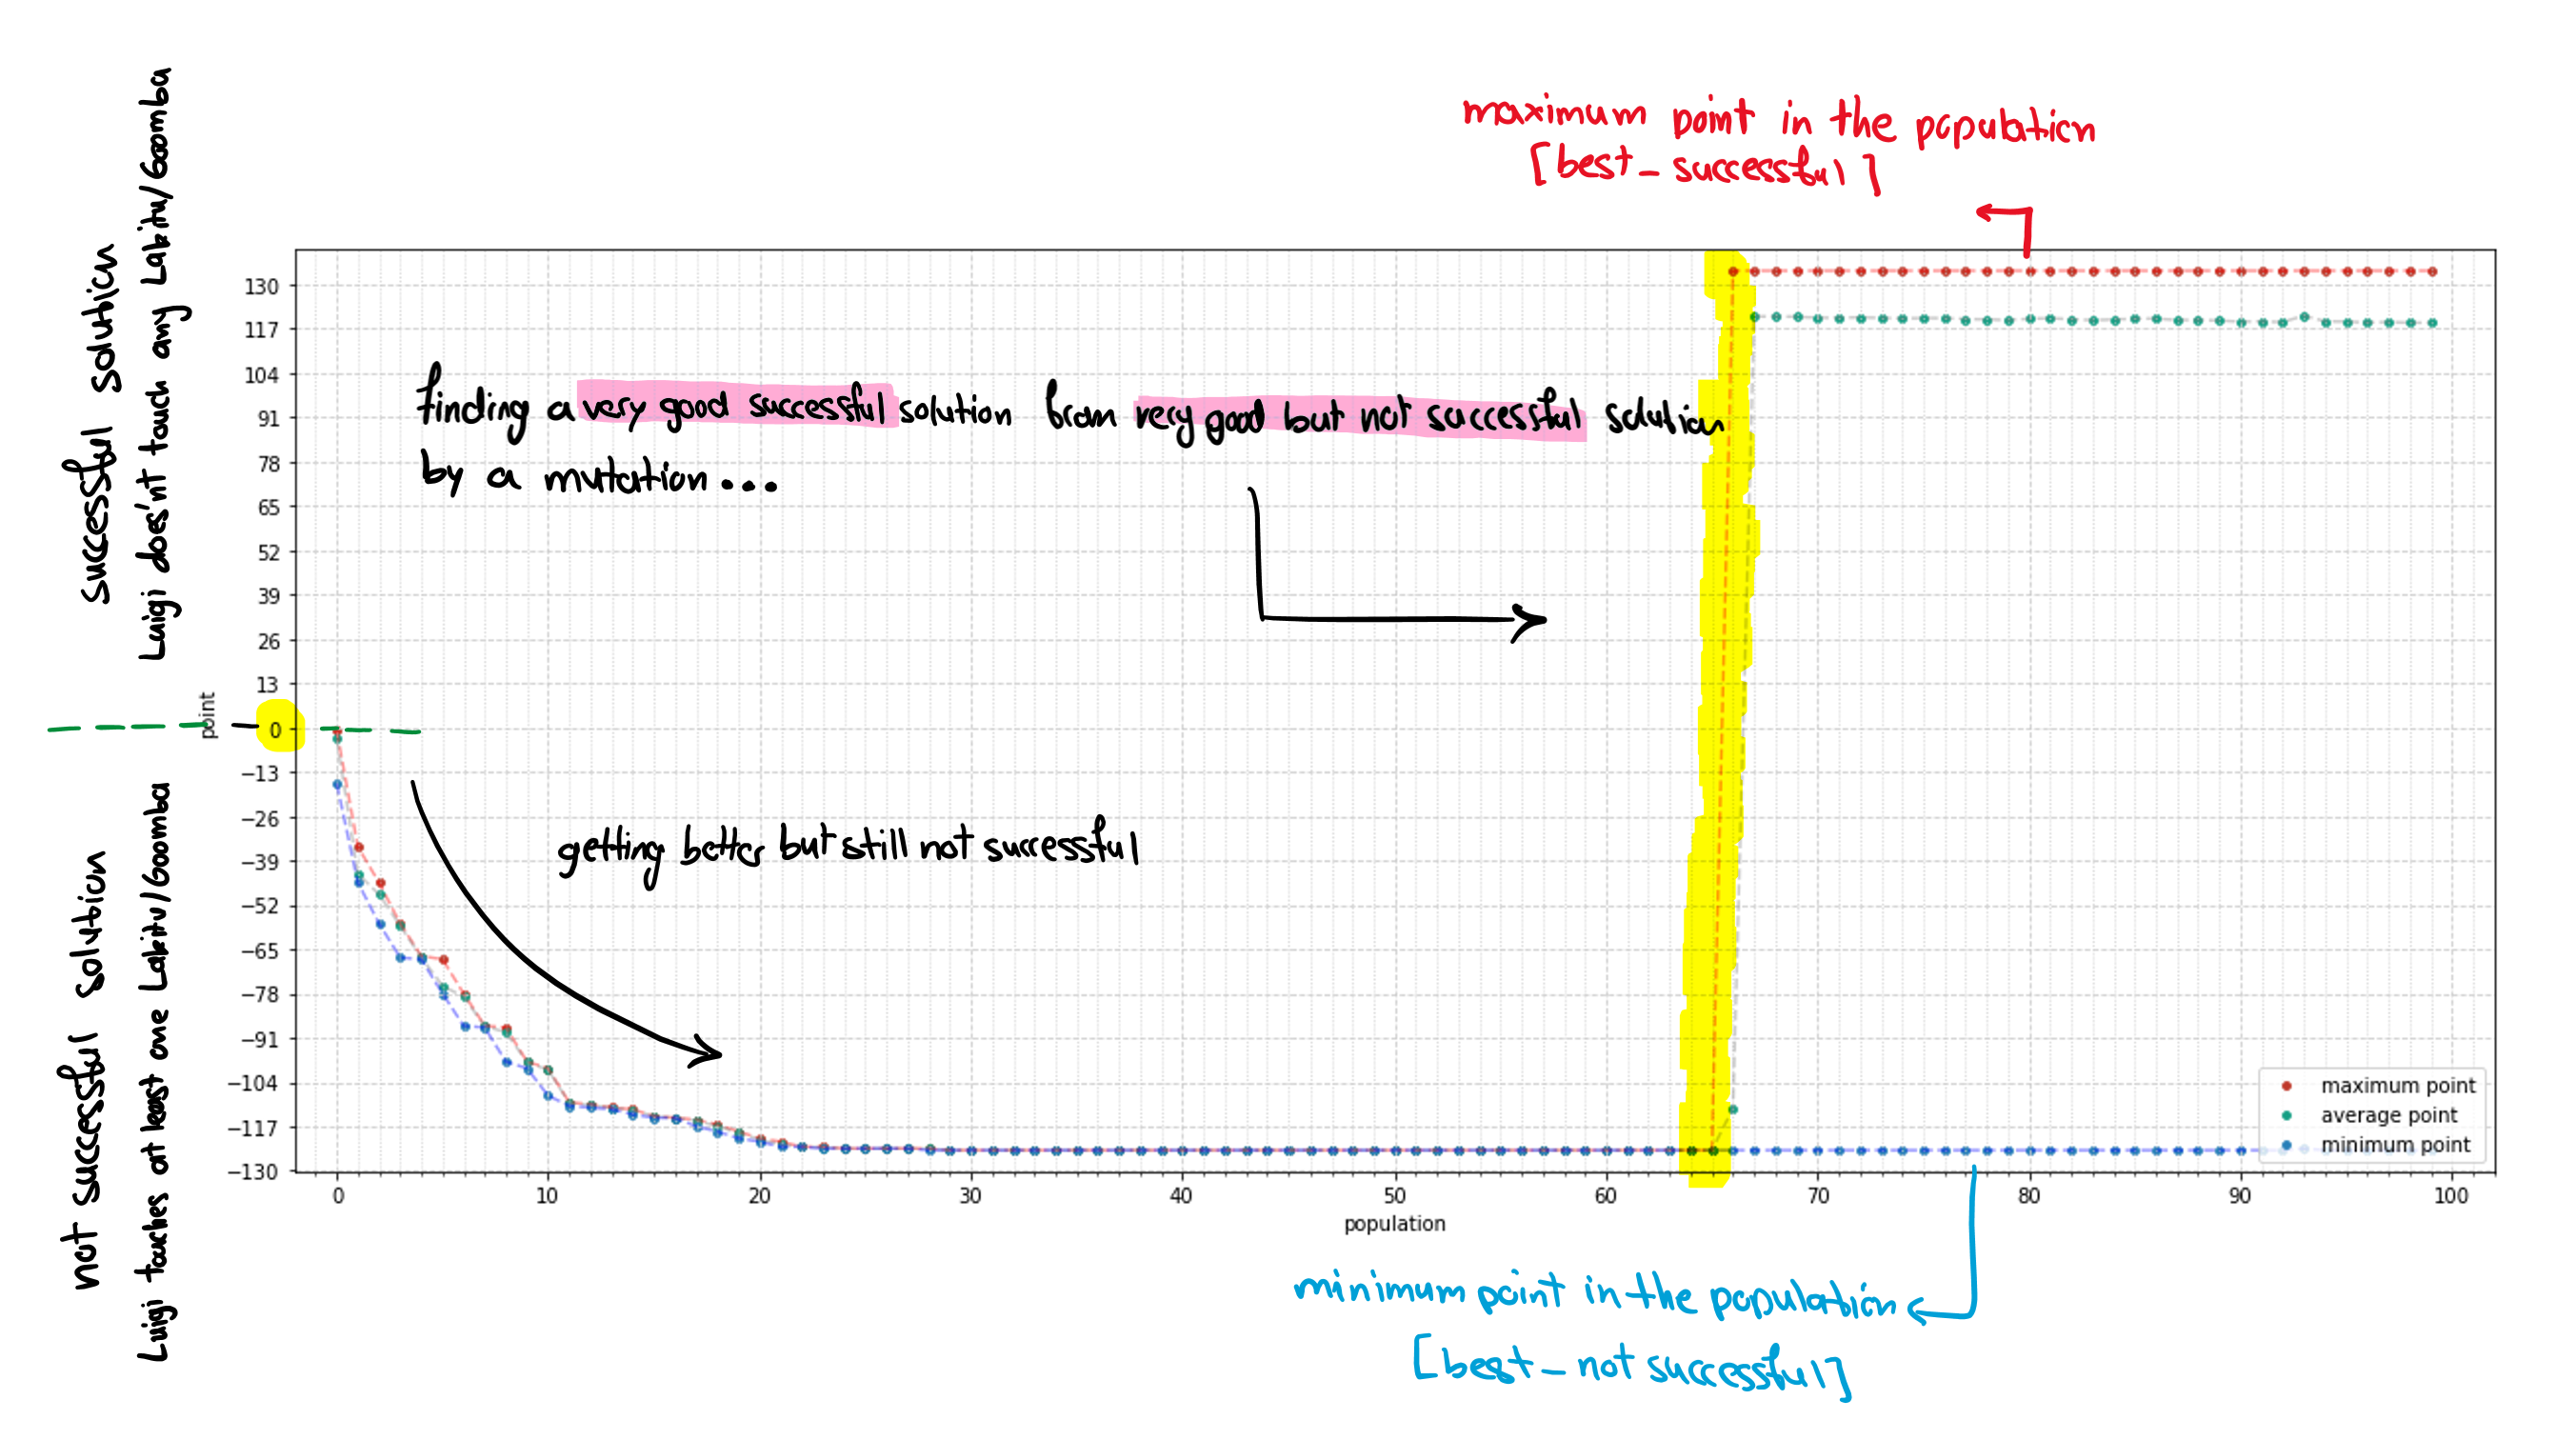 maximum point in the population
[best_successful]
successful solution
Luigi does'nt touch any Lakitu/Goomba
not successful solution
Luigi touches at least one Lakitu/Goomba
finding a very good successful solution from very good but not successful solution
by a mutation...
getting better but still not successful
point
130
117
104
91
78
65
52
39
26
13
0
−13
−26
−39
−52
−65
−78
−91
−104
−117
−130
maximum point
average point
minimum point
0 10 20 30 40 50 60 70 80 90 100
population
minimum point in the population
[best_not successful]